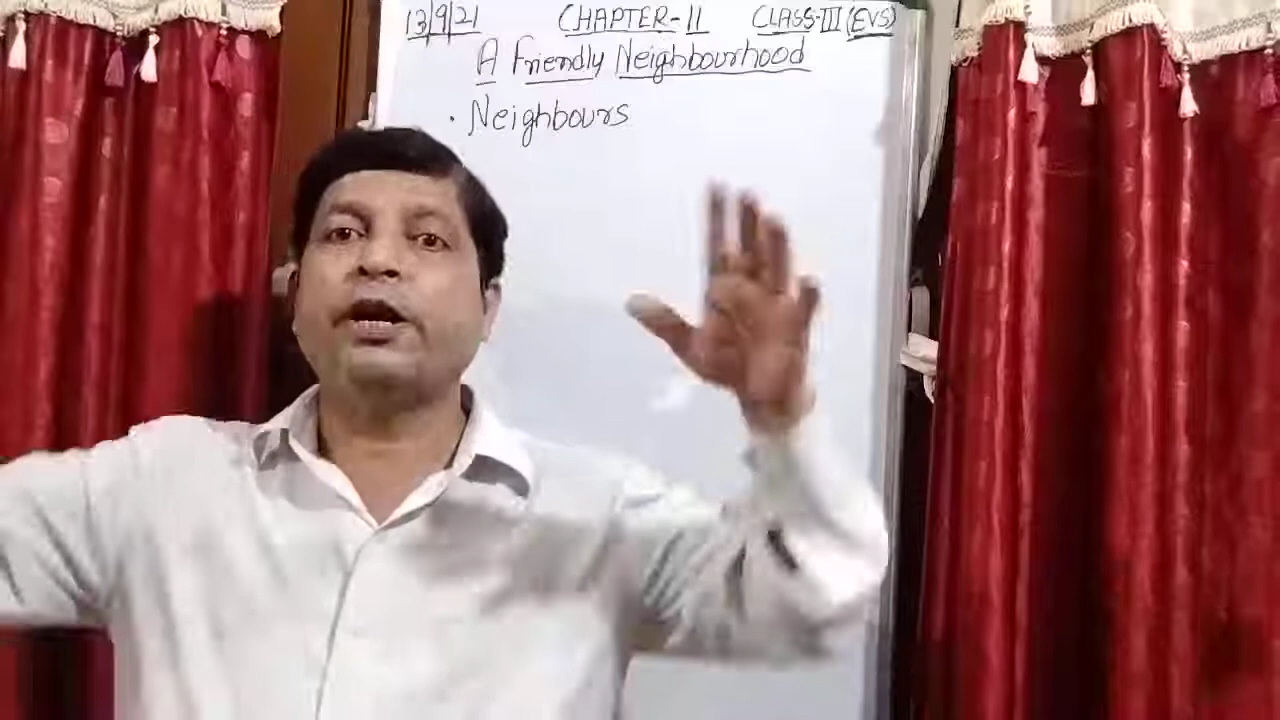 13/9/21 CHAPTER-11 CLASS-III (EVS)
A Friendly Neighbourhood
· Neighbours